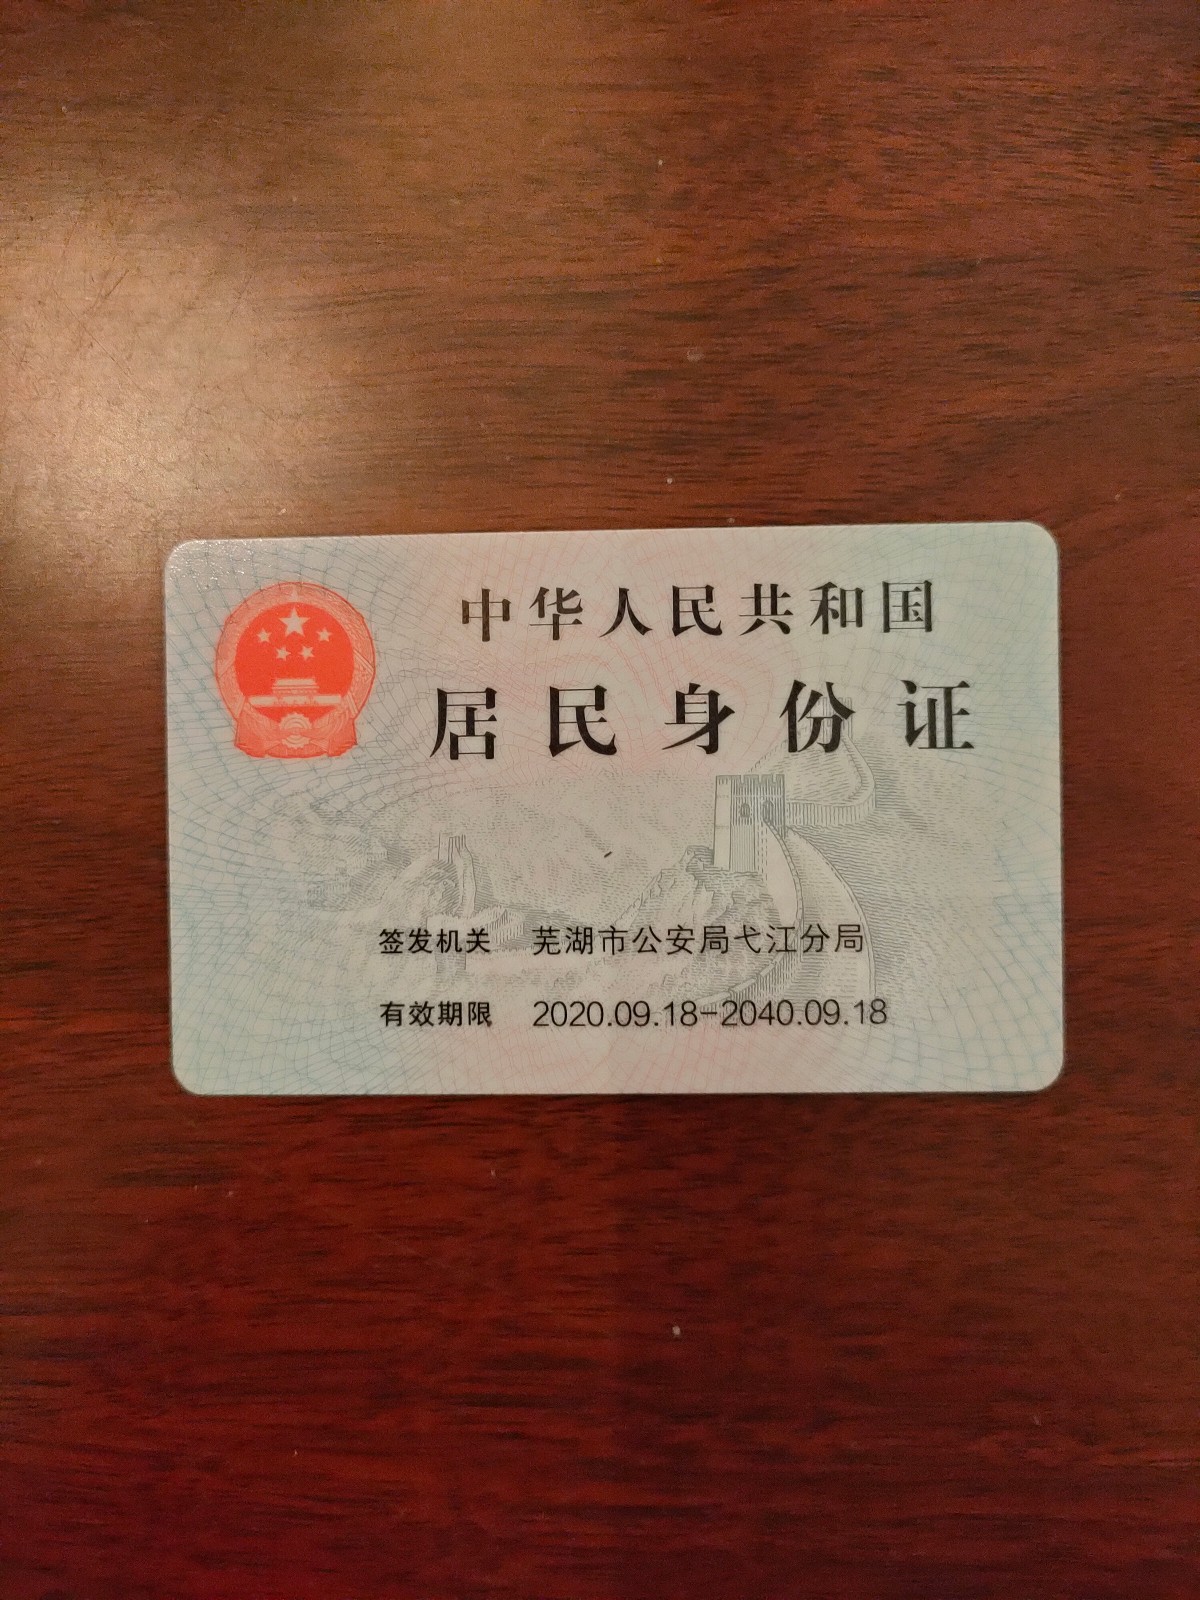 中华人民共和国
居民身份证
签发机关 芜湖市公安局弋江分局
有效期限 2020.09.18-2040.09.18